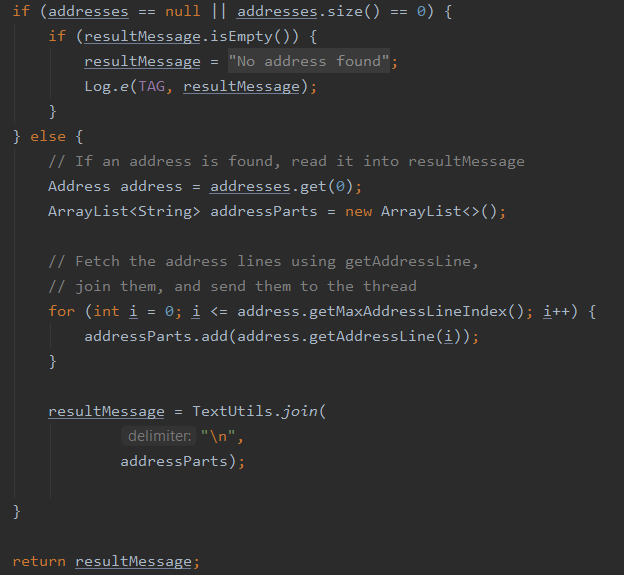 if (addresses == null || addresses.size() == 0) {
if (resultMessage.isEmpty()) {
resultMessage = "No address found";
Log.e(TAG, resultMessage);
}
} else {
// If an address is found, read it into resultMessage
Address address = addresses.get(0);
ArrayList<String> addressParts = new ArrayList<>();
// Fetch the address lines using getAddressLine,
// join them, and send them to the thread
for (int i = 0; i <= address.getMaxAddressLineIndex(); i++) {
addressParts.add(address.getAddressLine(i));
}
resultMessage = TextUtils.join(
delimiter: "\n",
addressParts);
}
return resultMessage;